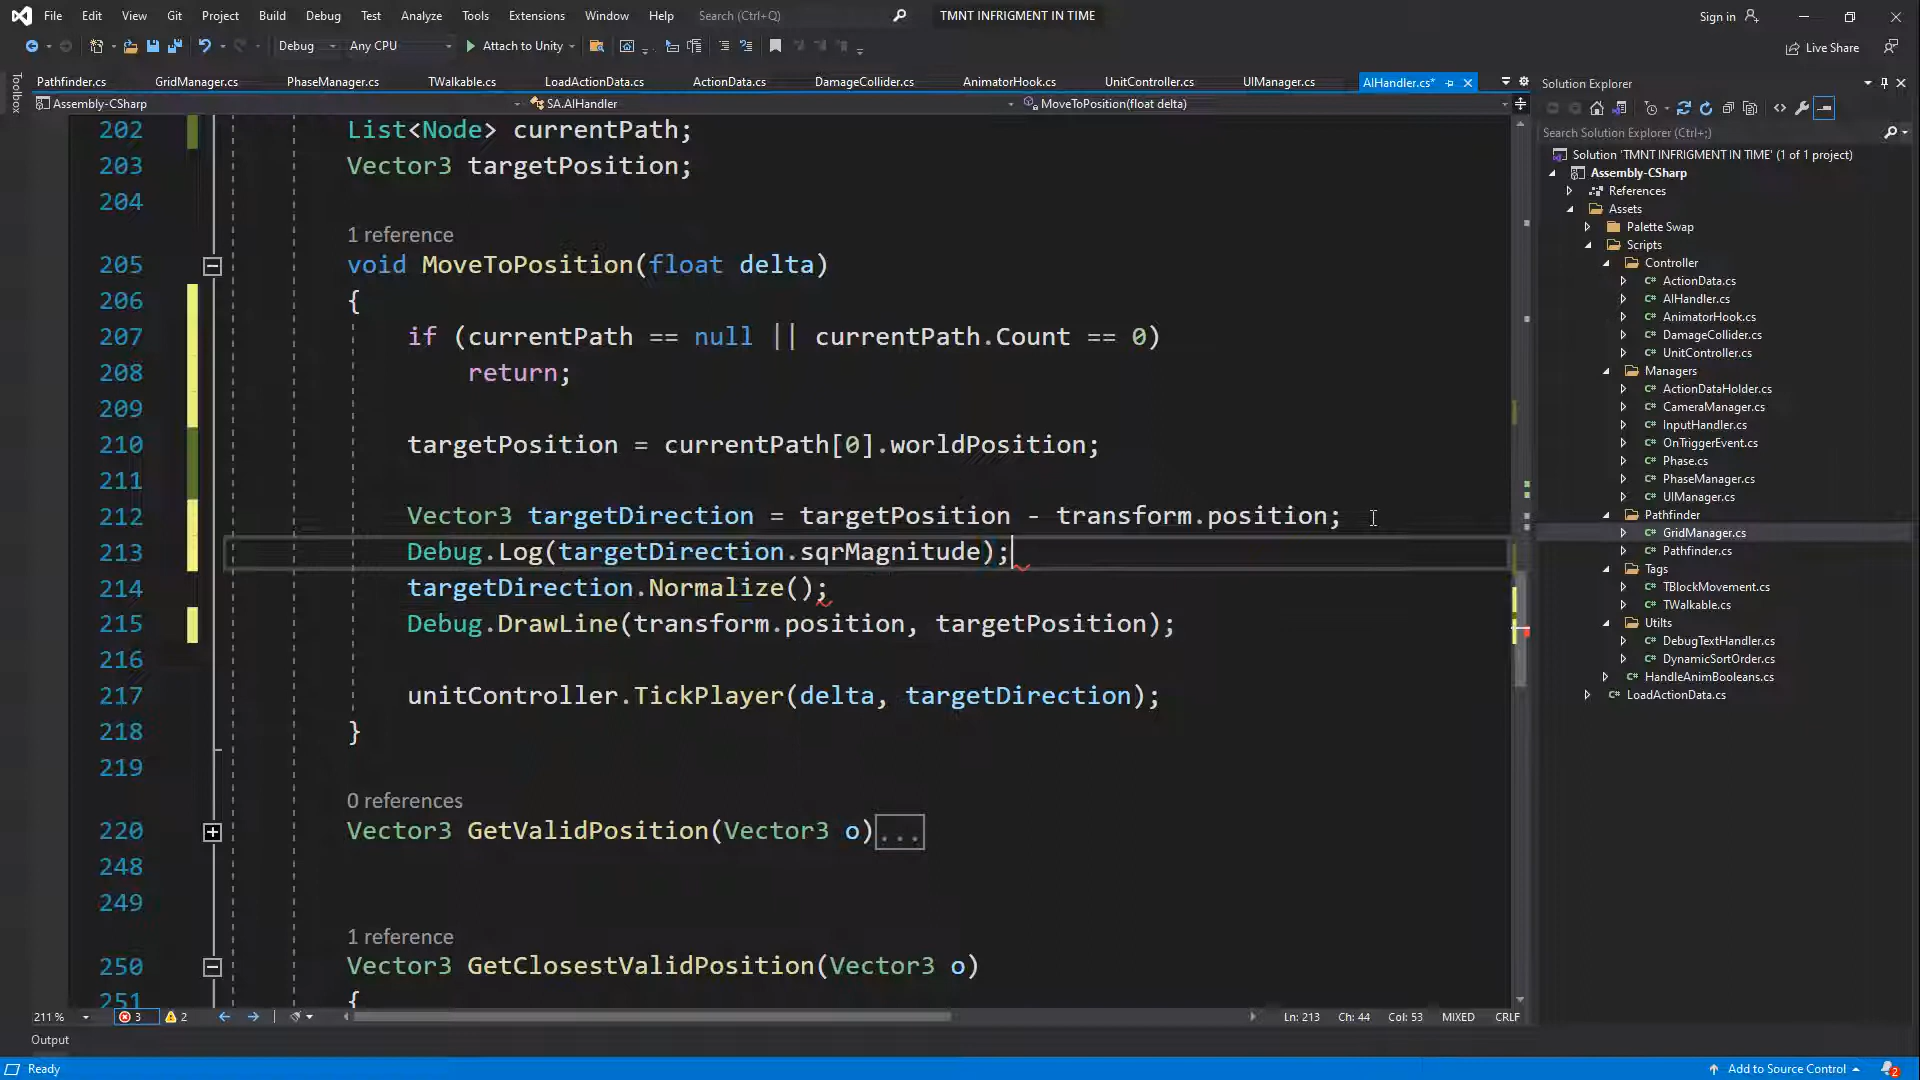 File Edit View Git Project Build Debug Test Analyze Tools Extensions Window Help Search (Ctrl+Q) TMNT INFRIGMENT IN TIME Sign in
Debug Any CPU Attach to Unity Live Share
Pathfinder.cs GridManager.cs PhaseManager.cs TWalkable.cs LoadActionData.cs ActionData.cs DamageCollider.cs AnimatorHook.cs UnitController.cs UIManager.cs AIHandler.cs*
Assembly-CSharp SA.AIHandler MoveToPosition(float delta)
Toolbox
202 List<Node> currentPath;
203 Vector3 targetPosition;
204
1 reference
205 void MoveToPosition(float delta)
206 {
207 if (currentPath == null || currentPath.Count == 0)
208 return;
209
210 targetPosition = currentPath[0].worldPosition;
211
212 Vector3 targetDirection = targetPosition - transform.position;
213 Debug.Log(targetDirection.sqrMagnitude);
214 targetDirection.Normalize();
215 Debug.DrawLine(transform.position, targetPosition);
216
217 unitController.TickPlayer(delta, targetDirection);
218 }
219
0 references
220 Vector3 GetValidPosition(Vector3 o)...
248
249
1 reference
250 Vector3 GetClosestValidPosition(Vector3 o)
251 {
211 % 3 2 Ln: 213 Ch: 44 Col: 53 MIXED CRLF
Output
Ready Add to Source Control 2
Solution Explorer
Search Solution Explorer (Ctrl+;)
Solution 'TMNT INFRIGMENT IN TIME' (1 of 1 project)
Assembly-CSharp
References
Assets
Palette Swap
Scripts
Controller
C# ActionData.cs
C# AIHandler.cs
C# AnimatorHook.cs
C# DamageCollider.cs
C# UnitController.cs
Managers
C# ActionDataHolder.cs
C# CameraManager.cs
C# InputHandler.cs
C# OnTriggerEvent.cs
C# Phase.cs
C# PhaseManager.cs
C# UIManager.cs
Pathfinder
C# GridManager.cs
C# Pathfinder.cs
Tags
C# TBlockMovement.cs
C# TWalkable.cs
Utilts
C# DebugTextHandler.cs
C# DynamicSortOrder.cs
C# HandleAnimBooleans.cs
C# LoadActionData.cs